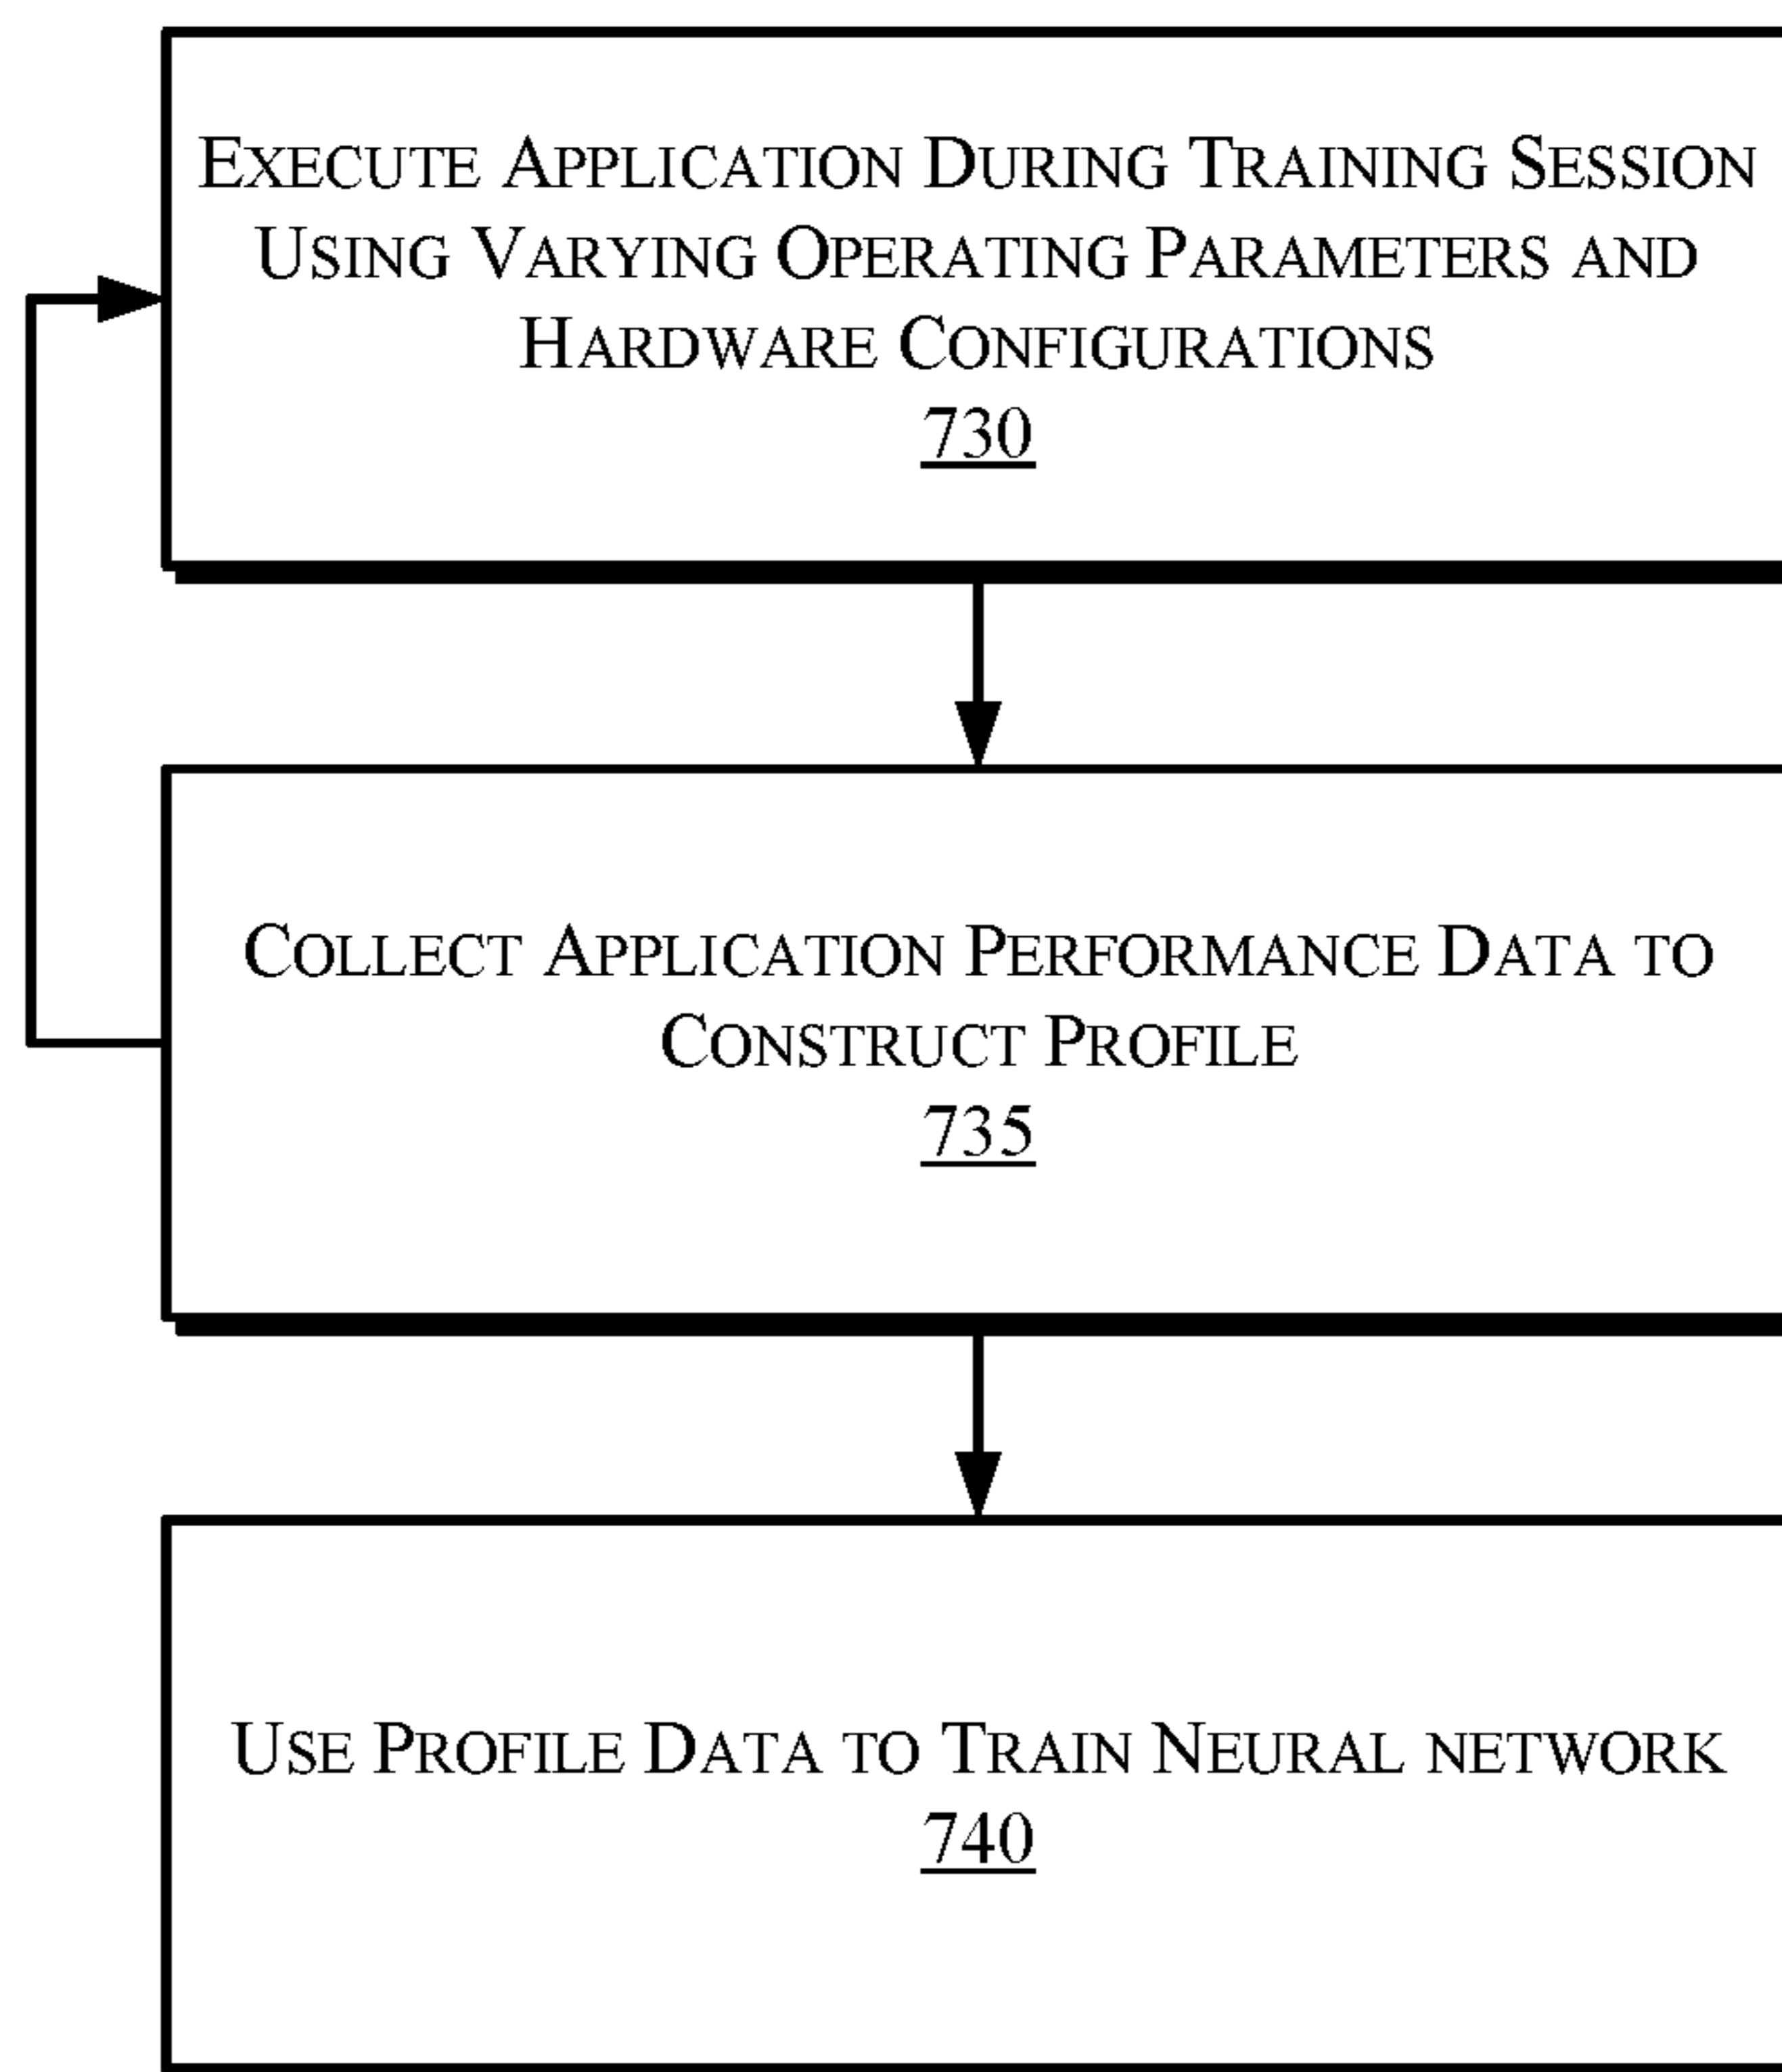 EXECUTE APPLICATION DURING TRAINING SESSION
USING VARYING OPERATING PARAMETERS AND
HARDWARE CONFIGURATIONS
730
COLLECT APPLICATION PERFORMANCE DATA TO
CONSTRUCT PROFILE
735
USE PROFILE DATA TO TRAIN NEURAL NETWORK
740